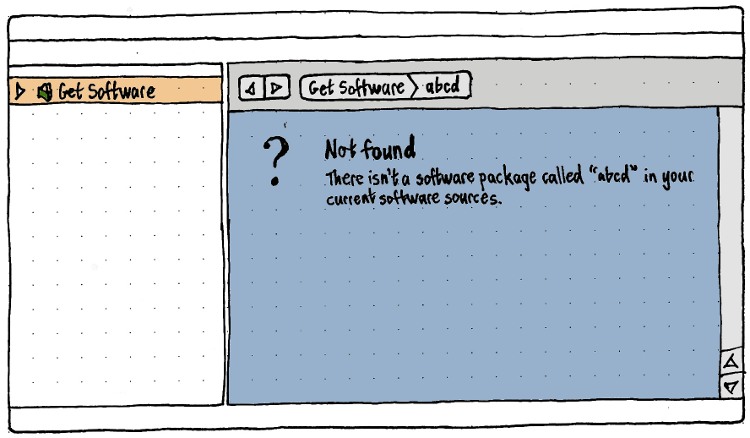 Get Software
Get Software abcd
?
Not found
There isn't a software package called "abcd" in your
current software sources.